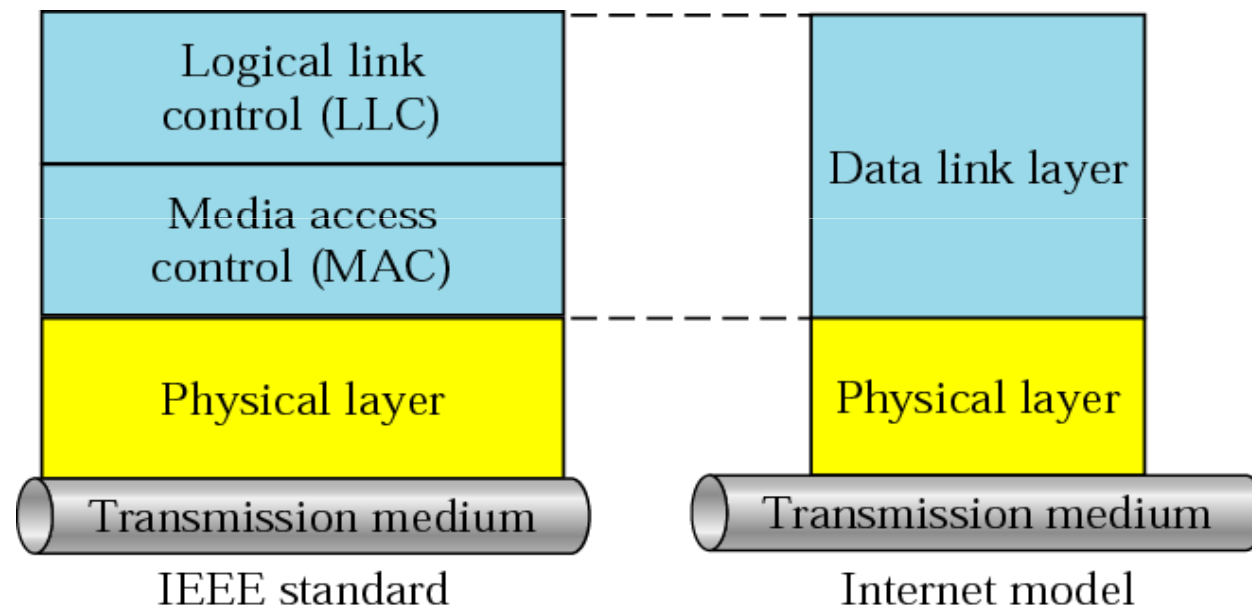 Logical link
control (LLC)
Media access
control (MAC)
Physical layer
Transmission medium
IEEE standard
Data link layer
Physical layer
Transmission medium
Internet model